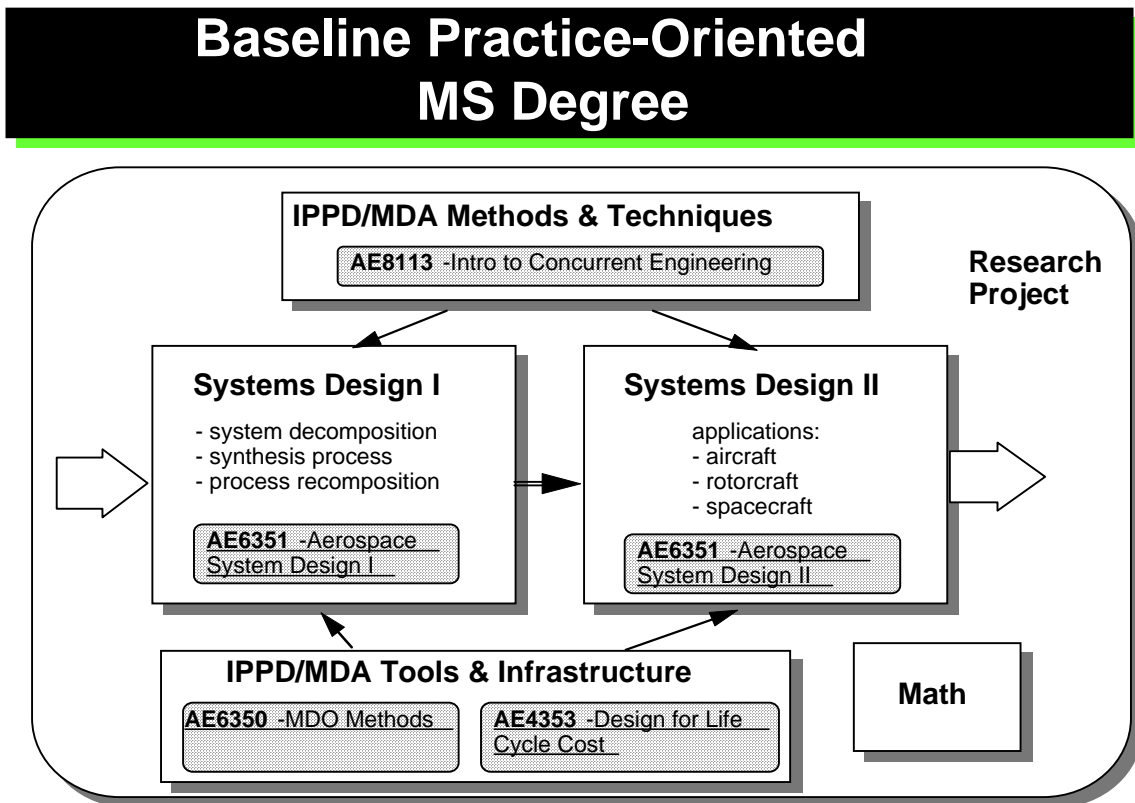 Baseline Practice-Oriented
MS Degree
IPPD/MDA Methods & Techniques
AE8113 -Intro to Concurrent Engineering
Research
Project
Systems Design I
- system decomposition
- synthesis process
- process recomposition
AE6351 -Aerospace
System Design I
Systems Design II
applications:
- aircraft
- rotorcraft
- spacecraft
AE6351 -Aerospace
System Design II
IPPD/MDA Tools & Infrastructure
AE6350 -MDO Methods
AE4353 -Design for Life
Cycle Cost
Math